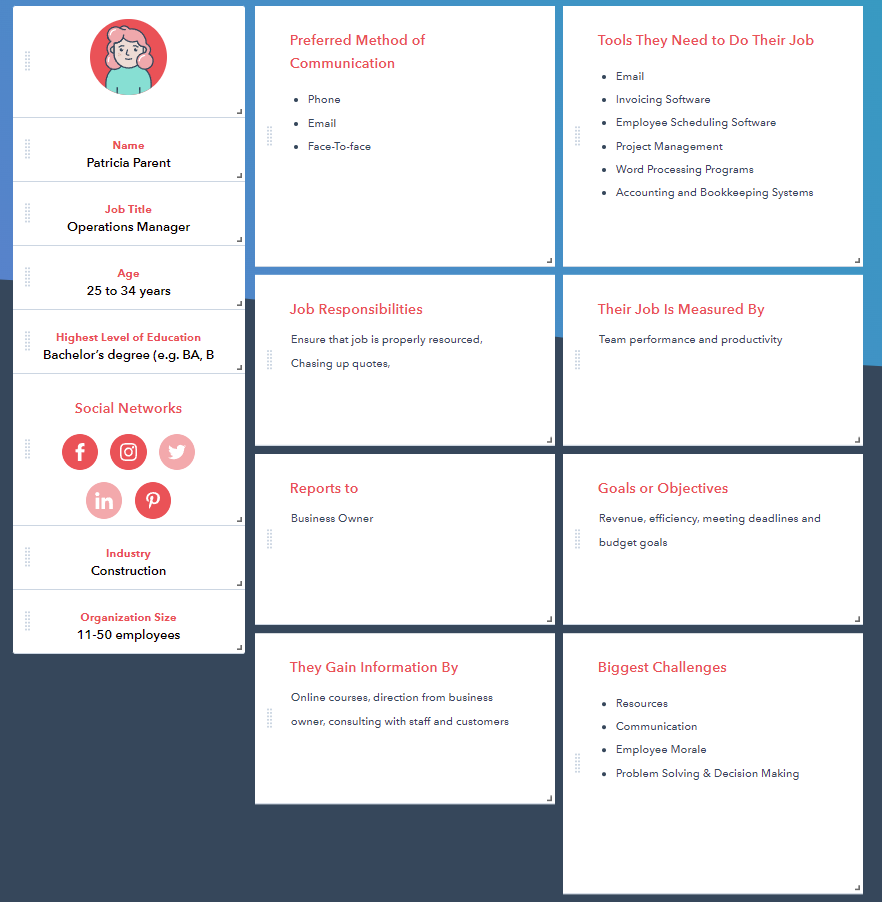 Name
Patricia Parent
Job Title
Operations Manager
Age
25 to 34 years
Highest Level of Education
Bachelor's degree (e.g. BA, B
Social Networks
f
in
Industry
Construction
Organization Size
11-50 employees
Preferred Method of
Communication
Phone
Email
Face-To-face
Tools They Need to Do Their Job
Email
Invoicing Software
Employee Scheduling Software
Project Management
Word Processing Programs
Accounting and Bookkeeping Systems
Job Responsibilities
Ensure that job is properly resourced,
Chasing up quotes,
Their Job Is Measured By
Team performance and productivity
Reports to
Business Owner
Goals or Objectives
Revenue, efficiency, meeting deadlines and
budget goals
They Gain Information By
Online courses, direction from business
owner, consulting with staff and customers
Biggest Challenges
Resources
Communication
Employee Morale
Problem Solving & Decision Making